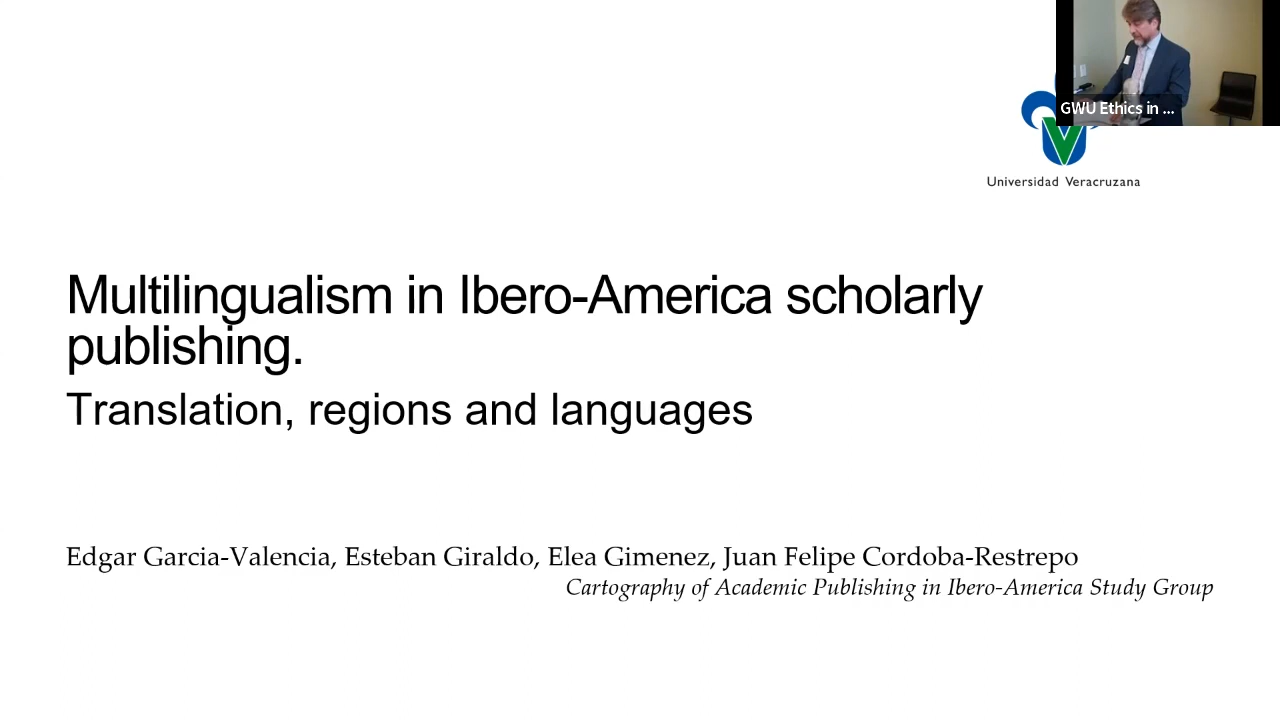 GWU Ethics in ...
Universidad Veracruzana
Multilingualism in Ibero-America scholarly
publishing.
Translation, regions and languages
Edgar Garcia-Valencia, Esteban Giraldo, Elea Gimenez, Juan Felipe Cordoba-Restrepo
Cartography of Academic Publishing in Ibero-America Study Group